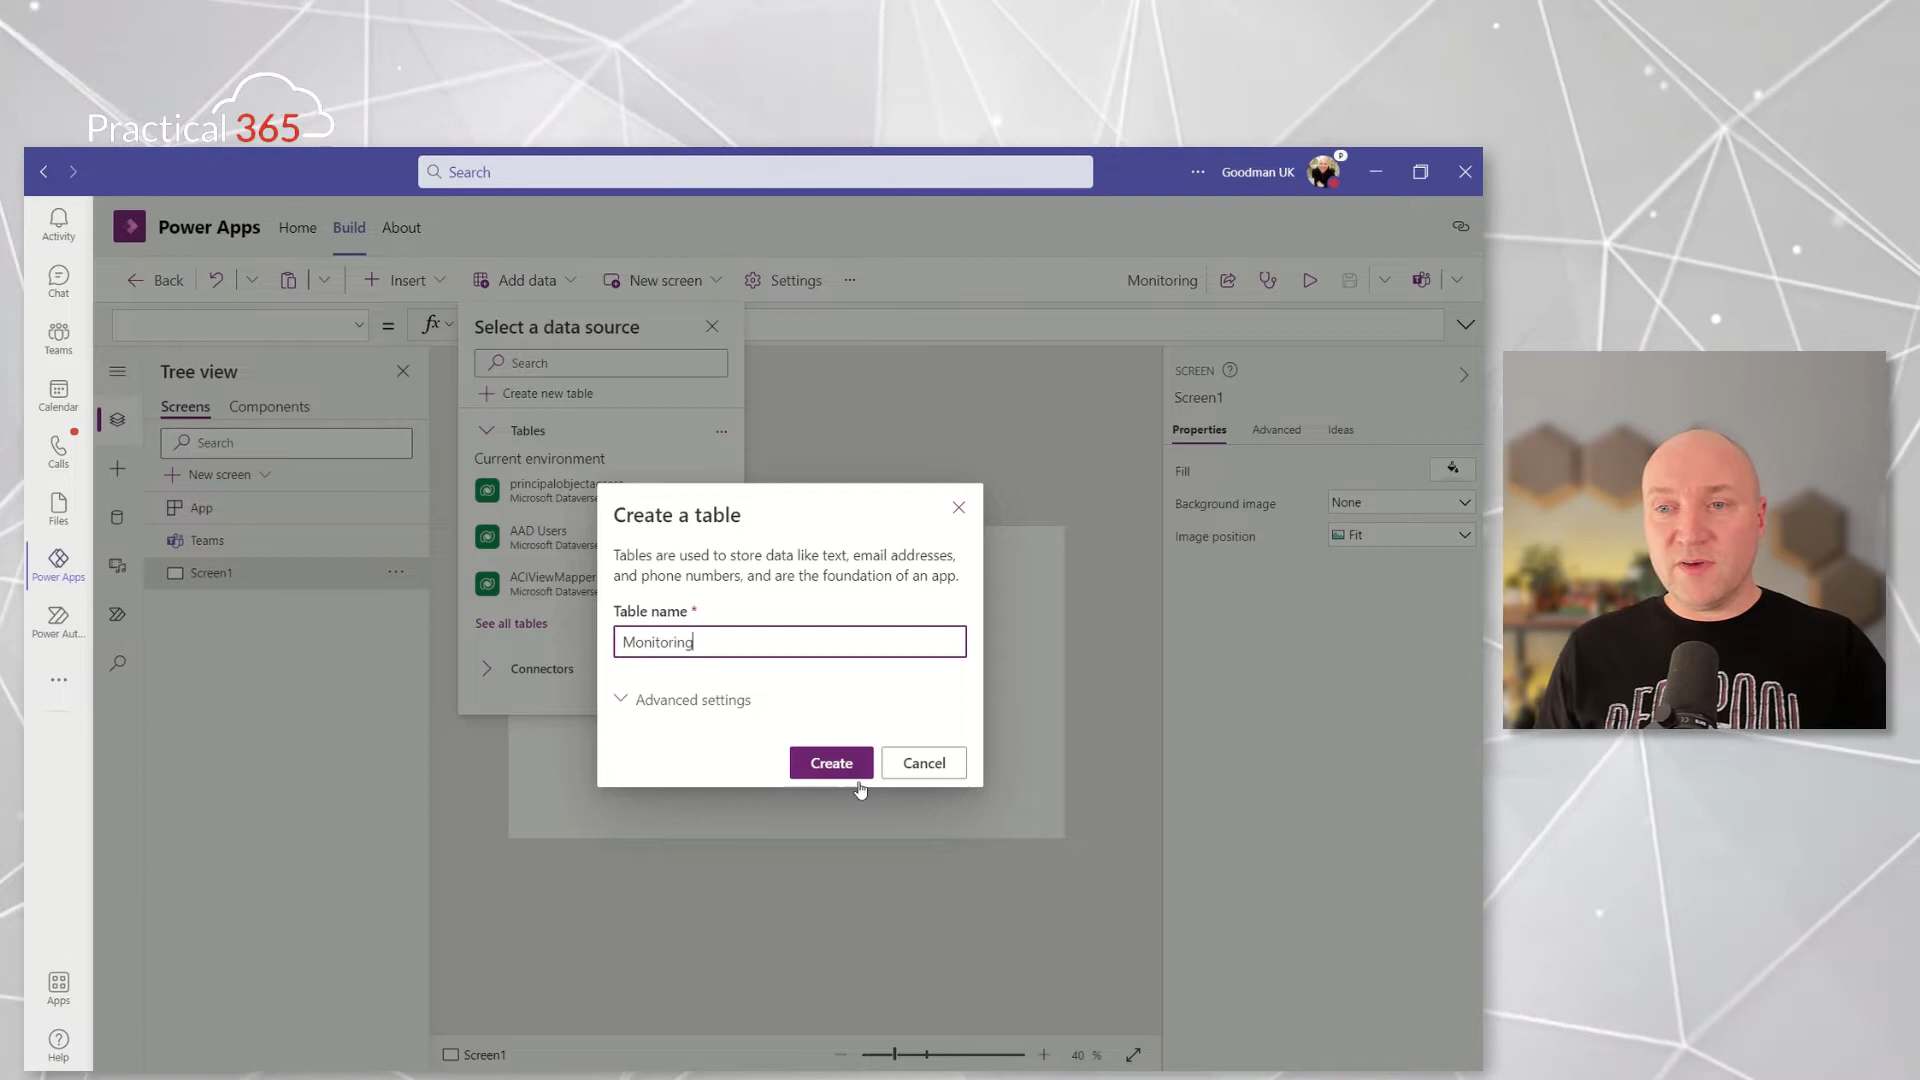 Practical 365
Search
Goodman UK
P
Activity
Chat
Teams
Calendar
Calls
Files
Power Apps
Power Aut...
Apps
Help
Power Apps
Home
Build
About
Back
Insert
Add data
New screen
Settings
Monitoring
=
fx
Tree view
Screens
Components
Search
New screen
App
Teams
Screen1
Select a data source
Search
Create new table
Tables
Current environment
Microsoft Dataverse
AAD Users
Microsoft Dataverse
ACIViewMapper
Microsoft Dataverse
See all tables
Connectors
Create a table
Tables are used to store data like text, email addresses,
and phone numbers, and are the foundation of an app.
Table name *
Monitoring
Advanced settings
Create
Cancel
SCREEN
Screen1
Properties
Advanced
Ideas
Fill
Background image
None
Image position
Fit
Screen1
40 %